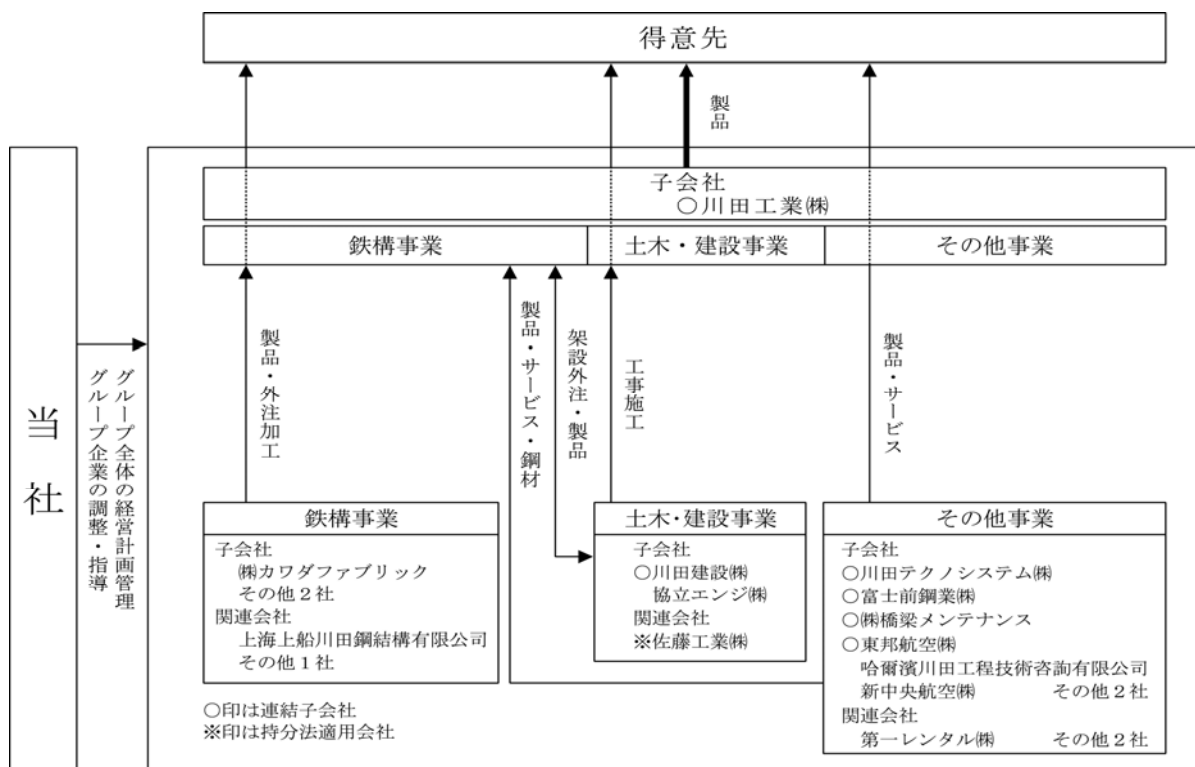 得意先
製品
子会社
○川田工業㈱
鉄構事業
土木・建設事業
その他事業
当社
グループ全体の経営計画管理
グループ企業の調整・指導
製品・外注加工
製品・サービス・鋼材
架設外注・製品
工事施工
製品・サービス
鉄構事業
子会社
㈱カワダファブリック
その他2社
関連会社
上海上船川田鋼結構有限公司
その他1社
土木・建設事業
子会社
○川田建設㈱
協立エンジ㈱
関連会社
※佐藤工業㈱
その他事業
子会社
○川田テクノシステム㈱
○富士前鋼業㈱
○㈱橋梁メンテナンス
○東邦航空㈱
哈爾濱川田工程技術咨詢有限公司
新中央航空㈱ その他2社
関連会社
第一レンタル㈱ その他2社
○印は連結子会社
※印は持分法適用会社